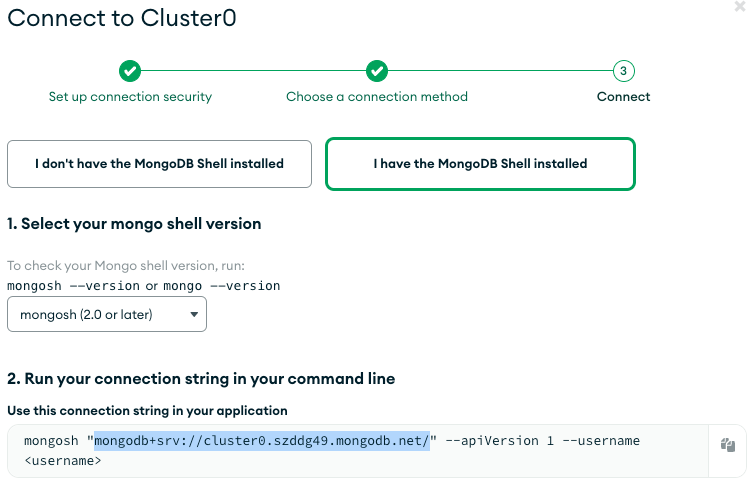 Connect to Cluster0
3
Set up connection security
Choose a connection method
Connect
I don't have the MongoDB Shell installed
I have the MongoDB Shell installed
1. Select your mongo shell version
To check your Mongo shell version, run:
mongosh --version or mongo --version
mongosh (2.0 or later)
2. Run your connection string in your command line
Use this connection string in your application
mongosh "mongodb+srv://cluster0.szddg49.mongodb.net/" --apiVersion 1 --username
<username>